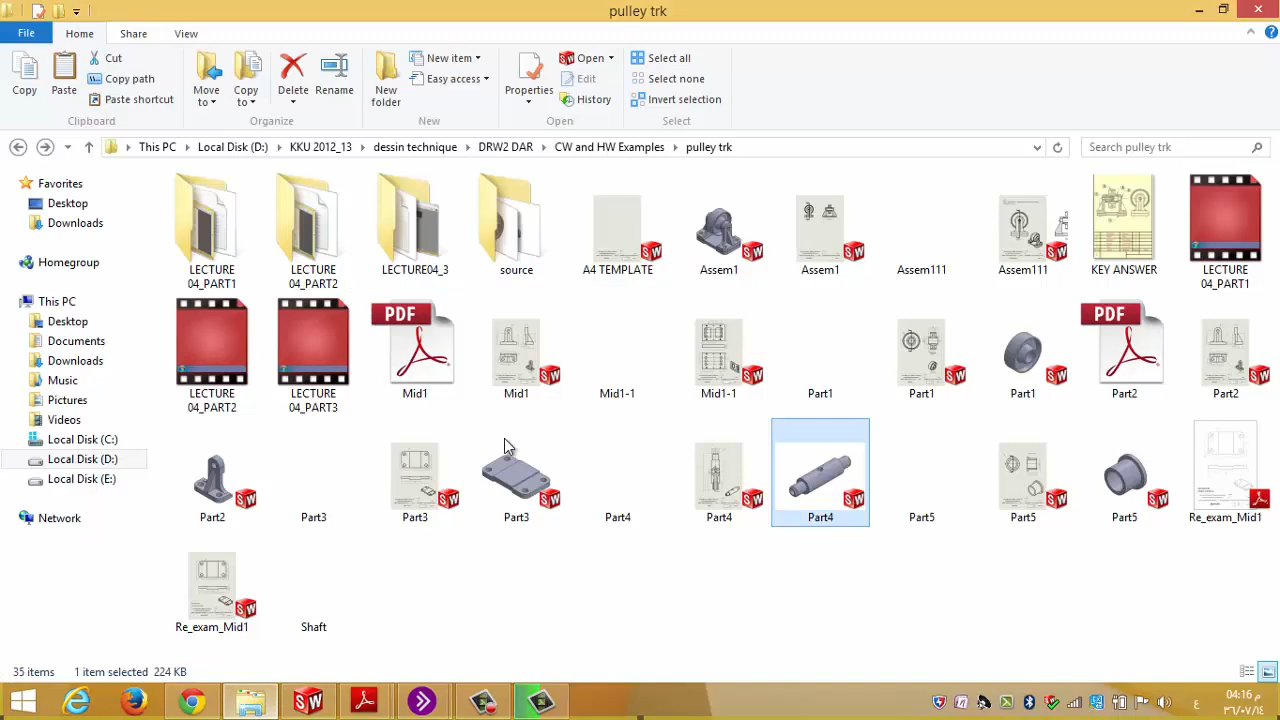 pulley trk
File
Home
Share
View
Copy
Paste
Cut
Copy path
Paste shortcut
Clipboard
Move to
Copy to
Delete
Rename
Organize
New folder
New item
Easy access
New
Properties
Open
Edit
History
Open
Select all
Select none
Invert selection
Select
This PC
Local Disk (D:)
KKU 2012_13
dessin technique
DRW2 DAR
CW and HW Examples
pulley trk
Search pulley trk
Favorites
Desktop
Downloads
Homegroup
This PC
Desktop
Documents
Downloads
Music
Pictures
Videos
Local Disk (C:)
Local Disk (D:)
Local Disk (E:)
Network
LECTURE 04_PART1
LECTURE 04_PART2
LECTURE04_3
source
A4 TEMPLATE
Assem1
Assem1
Assem111
Assem111
KEY ANSWER
LECTURE 04_PART1
LECTURE 04_PART2
LECTURE 04_PART3
PDF
Mid1
Mid1
Mid1-1
Mid1-1
Part1
Part1
Part1
PDF
Part2
Part2
Part2
Part3
Part3
Part3
Part4
Part4
Part4
Part5
Part5
Part5
Re_exam_Mid1
Re_exam_Mid1
Shaft
35 items
1 item selected 224 KB
ع
04:16 م